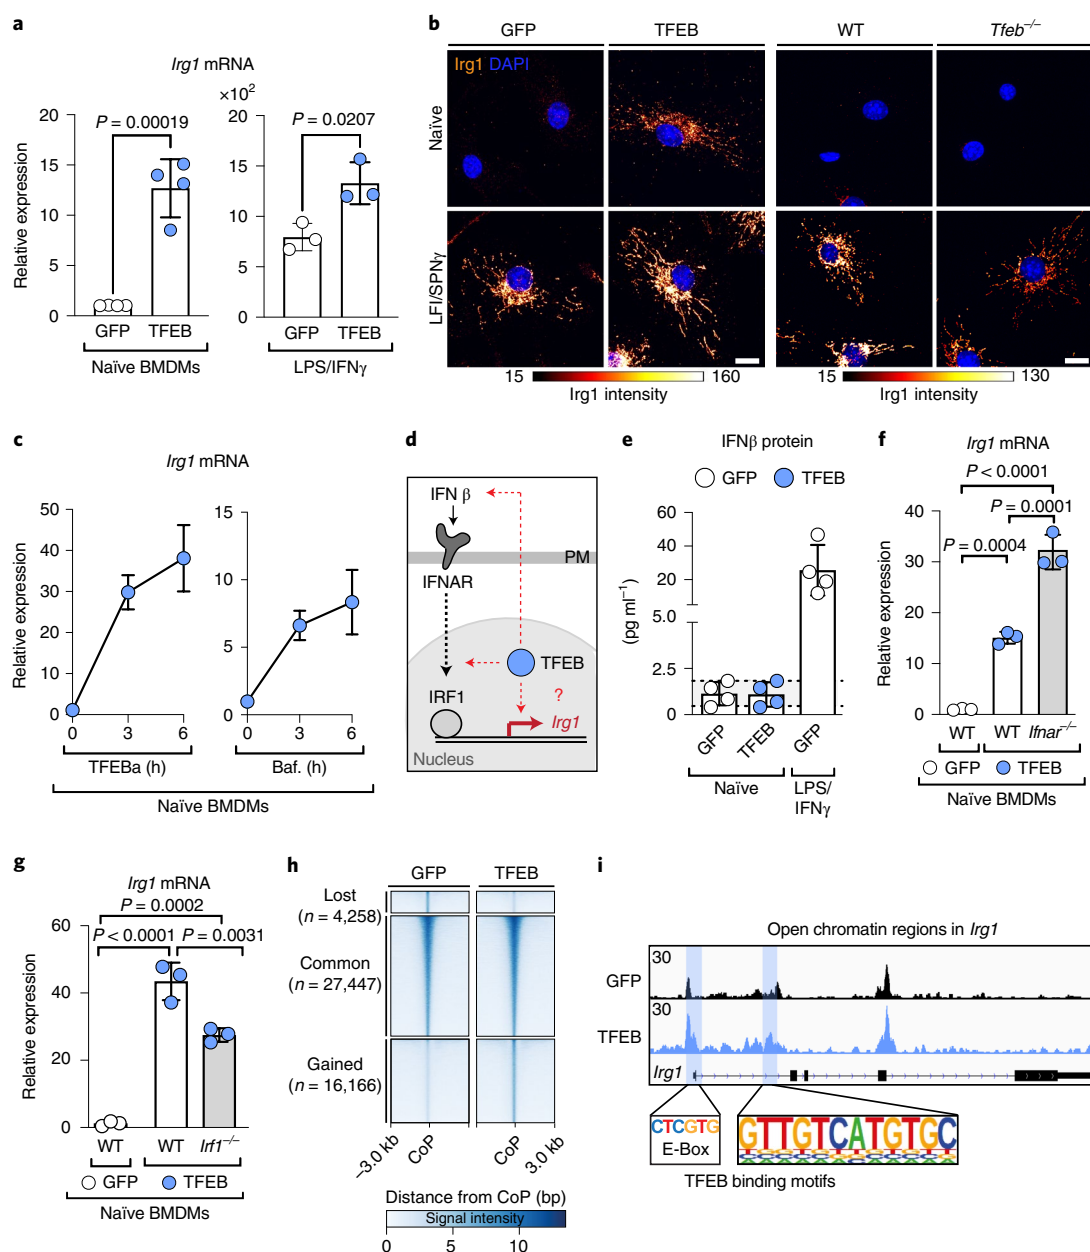 a
Irg1 mRNA
×10²
Relative expression
20
15
10
5
0
P = 0.00019
GFP
TFEB
Naïve BMDMs
20
15
10
5
0
P = 0.0207
GFP
TFEB
LPS/IFNγ
b
GFP
TFEB
WT
Tfeb–/–
Irg1 DAPI
Naïve
LFI/SPNγ
15
160
Irg1 intensity
15
130
Irg1 intensity
c
Irg1 mRNA
Relative expression
50
40
30
20
10
0
0
3
6
TFEBa (h)
15
10
5
0
0
3
6
Baf. (h)
Naïve BMDMs
d
IFN β
PM
IFNAR
TFEB
IRF1
?
Irg1
Nucleus
e
IFNβ protein
GFP
TFEB
(pg ml–1)
60
40
20
5.0
2.5
0
GFP
TFEB
GFP
Naïve
LPS/
IFNγ
f
Irg1 mRNA
P < 0.0001
P = 0.0001
P = 0.0004
Relative expression
40
30
20
10
0
WT
WT
Ifnar–/–
GFP
TFEB
Naïve BMDMs
g
Irg1 mRNA
P = 0.0002
P < 0.0001
P = 0.0031
Relative expression
60
40
20
0
WT
WT
Irf1–/–
GFP
TFEB
Naïve BMDMs
h
GFP
TFEB
Lost
(n = 4,258)
Common
(n = 27,447)
Gained
(n = 16,166)
–3.0 kb
CoP
CoP
3.0 kb
Distance from CoP (bp)
Signal intensity
0
5
10
i
Open chromatin regions in Irg1
30
GFP
30
TFEB
Irg1
CTCGTG
E-Box
GTTGTCATGTGC
TFEB binding motifs